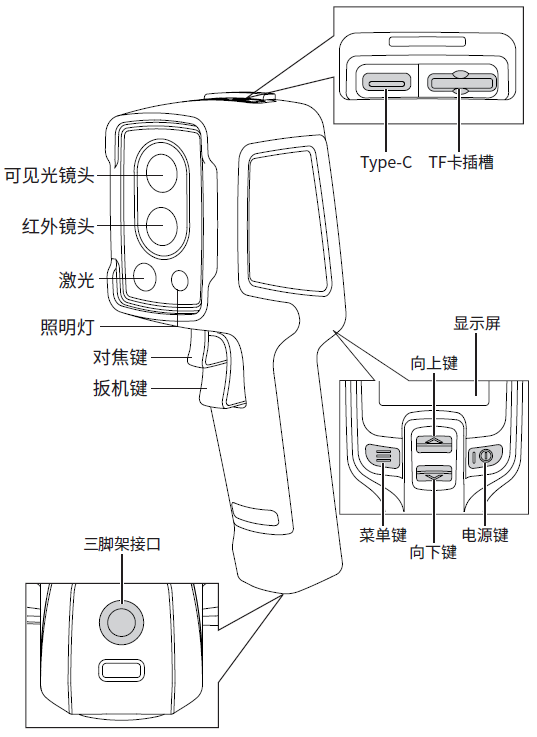 Type-C
TF卡插槽
可见光镜头
红外镜头
激光
照明灯
对焦键
扳机键
显示屏
向上键
菜单键
向下键
电源键
三脚架接口